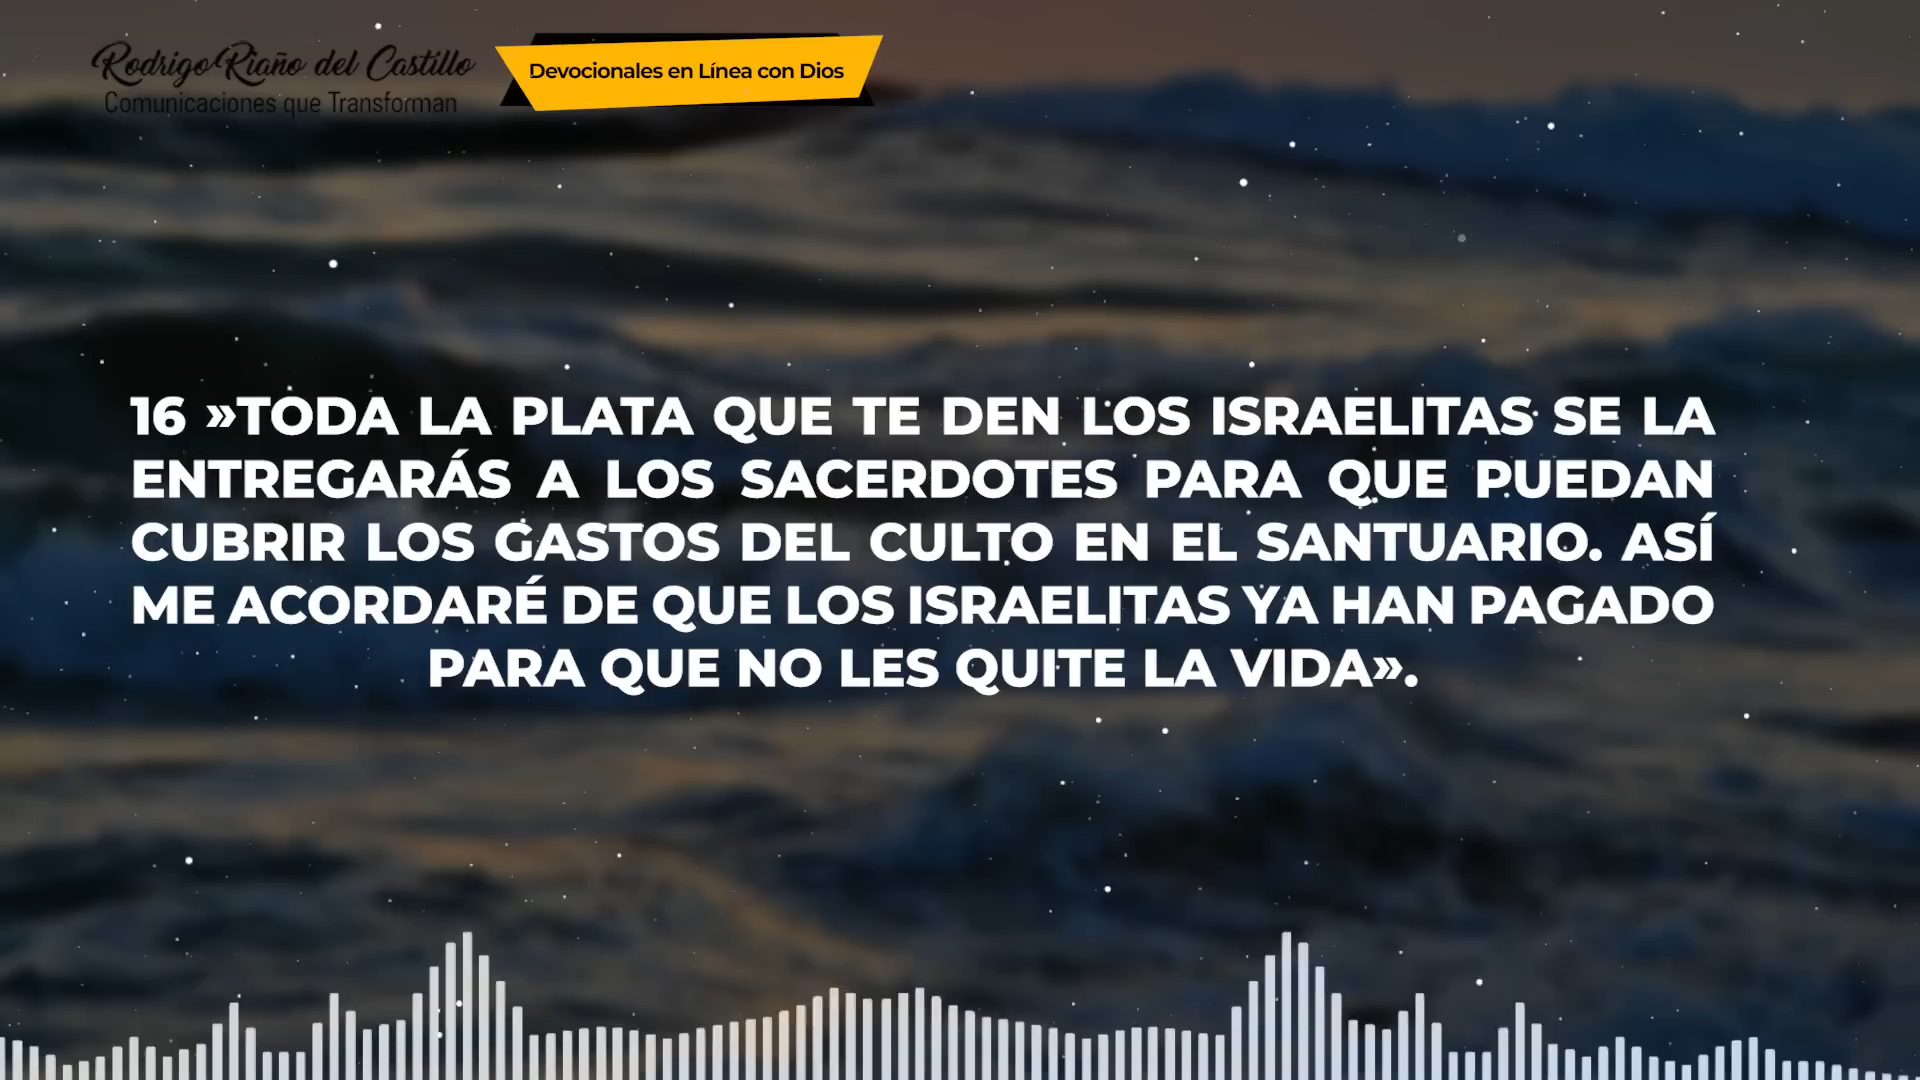 Rodrigo Riaño del Castillo
Comunicaciones que Transforman
Devocionales en Línea con Dios
16 »TODA LA PLATA QUE TE DEN LOS ISRAELITAS SE LA
ENTREGARÁS A LOS SACERDOTES PARA QUE PUEDAN
CUBRIR LOS GASTOS DEL CULTO EN EL SANTUARIO. ASÍ
ME ACORDARÉ DE QUE LOS ISRAELITAS YA HAN PAGADO
PARA QUE NO LES QUITE LA VIDA».